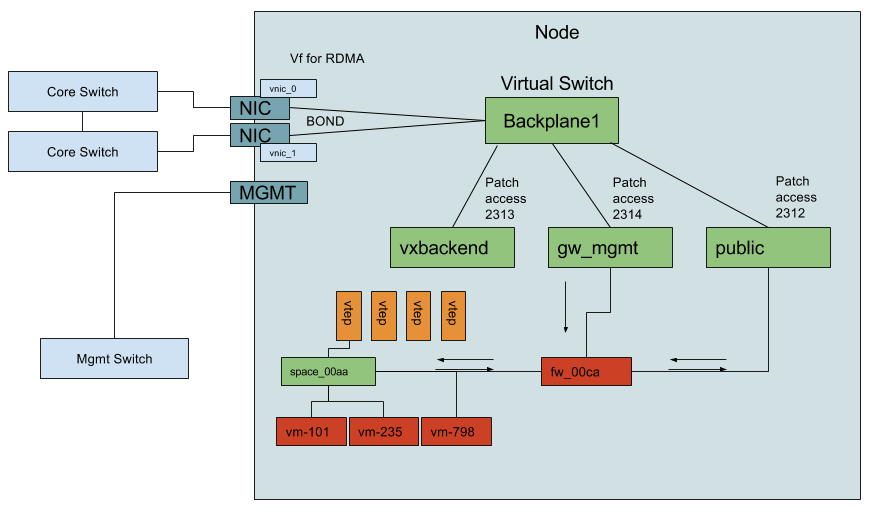 Node
Vf for RDMA
Virtual Switch
Core Switch
vnic_0
NIC
BOND
Backplane1
Core Switch
NIC
vnic_1
MGMT
Patch
access
2313
Patch
access
2314
Patch
access
2312
vxbackend
gw_mgmt
public
vtep
vtep
vtep
vtep
Mgmt Switch
space_00aa
fw_00ca
vm-101
vm-235
vm-798